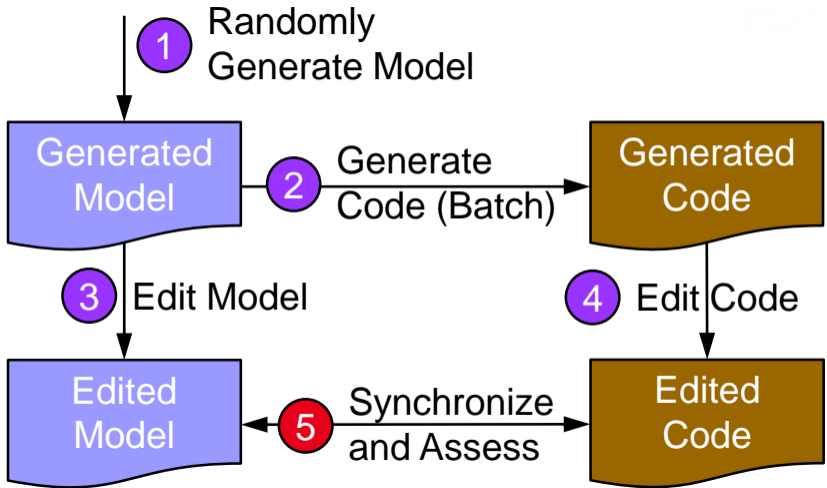 1
Randomly
Generate Model
Generated
Model
2
Generate
Code (Batch)
Generated
Code
3
Edit Model
4
Edit Code
Edited
Model
5
Synchronize
and Assess
Edited
Code